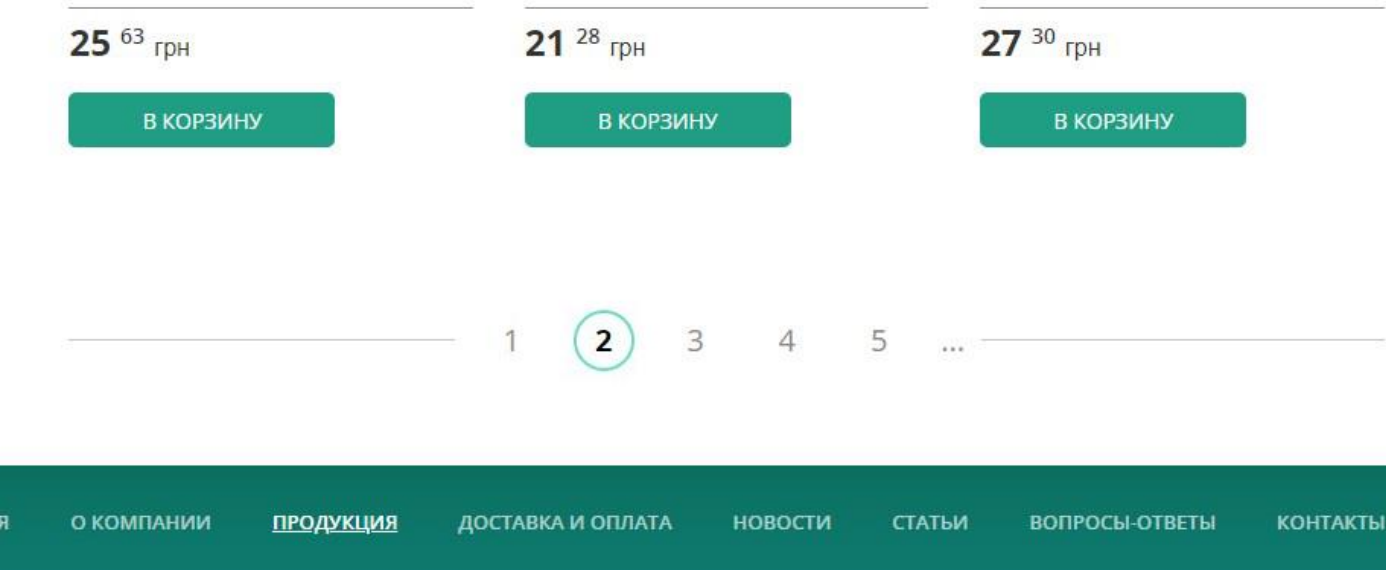 25 63 грн 21 28 грн 27 30 грн
В КОРЗИНУ В КОРЗИНУ В КОРЗИНУ
1 2 3 4 5 ...
Я О КОМПАНИИ ПРОДУКЦИЯ ДОСТАВКА И ОПЛАТА НОВОСТИ СТАТЬИ ВОПРОСЫ-ОТВЕТЫ КОНТАКТЫ